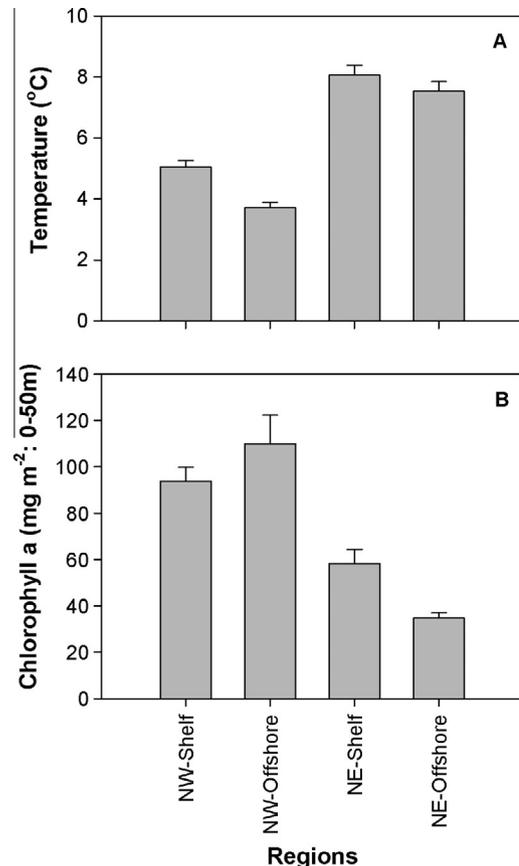 A
Temperature (°C)
10
8
6
4
2
0
B
Chlorophyll a (mg m⁻²: 0-50m)
140
120
100
80
60
40
20
0
NW-Shelf
NW-Offshore
NE-Shelf
NE-Offshore
Regions